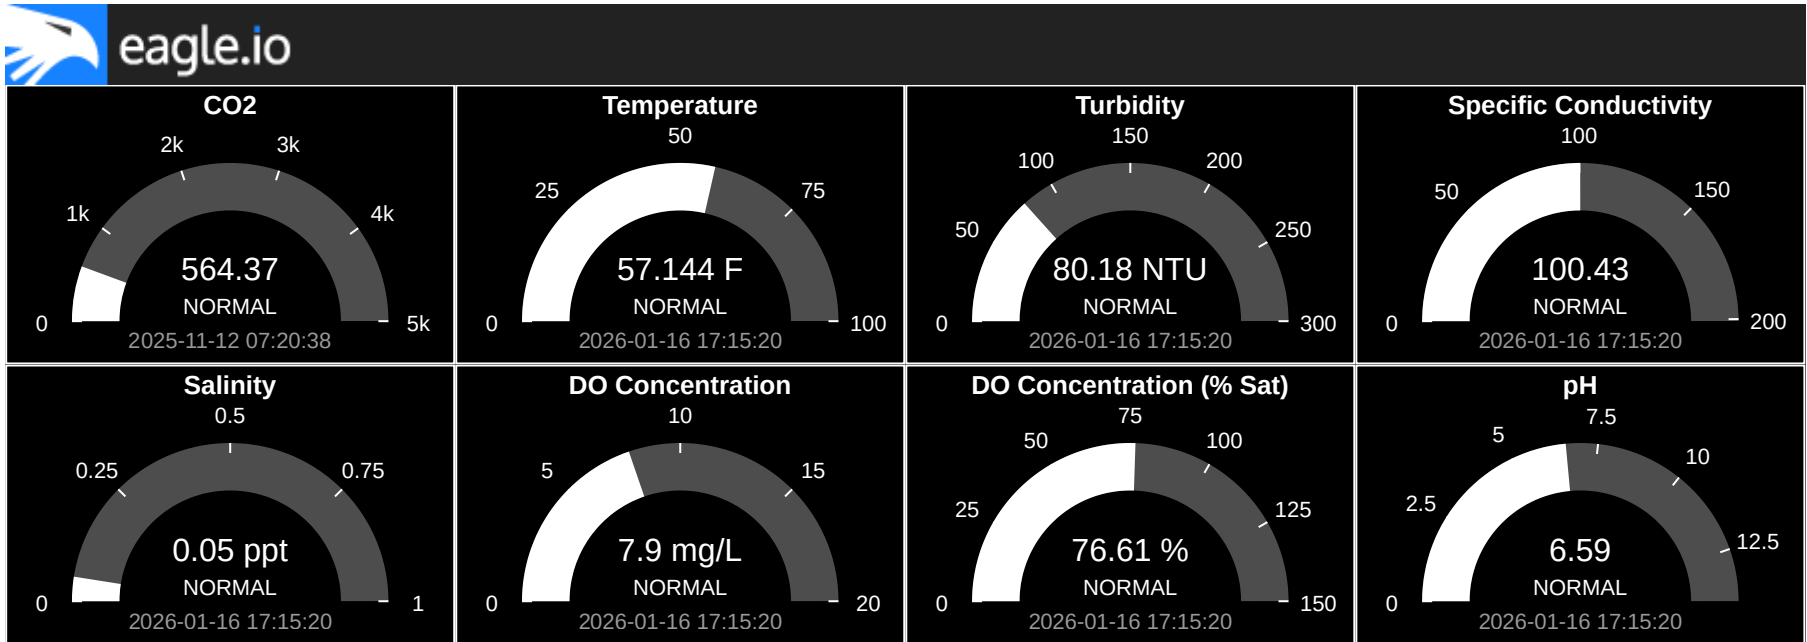 eagle.io
CO2
0
1k
2k
3k
4k
5k
564.37
NORMAL
2025-11-12 07:20:38
Temperature
0
25
50
75
100
57.144 F
NORMAL
2026-01-16 17:15:20
Turbidity
0
50
100
150
200
250
300
80.18 NTU
NORMAL
2026-01-16 17:15:20
Specific Conductivity
0
50
100
150
200
100.43
NORMAL
2026-01-16 17:15:20
Salinity
0
0.25
0.5
0.75
1
0.05 ppt
NORMAL
2026-01-16 17:15:20
DO Concentration
0
5
10
15
20
7.9 mg/L
NORMAL
2026-01-16 17:15:20
DO Concentration (% Sat)
0
25
50
75
100
125
150
76.61 %
NORMAL
2026-01-16 17:15:20
pH
0
2.5
5
7.5
10
12.5
6.59
NORMAL
2026-01-16 17:15:20